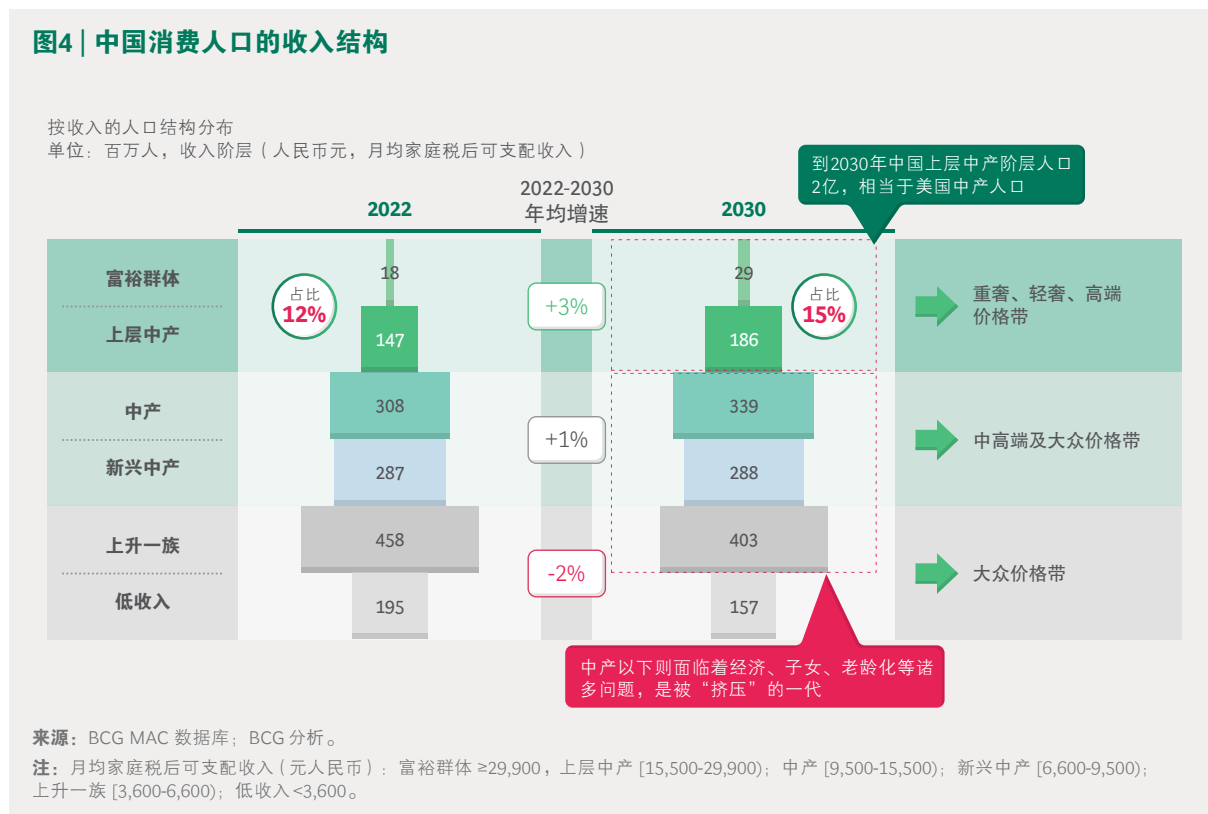 图4 | 中国消费人口的收入结构
按收入的人口结构分布
单位：百万人，收入阶层（人民币元，月均家庭税后可支配收入）
到2030年中国上层中产阶层人口
2亿，相当于美国中产人口
2022
2022-2030
年均增速
2030
富裕群体
上层中产
18
147
占比
12%
+3%
29
186
占比
15%
重奢、轻奢、高端
价格带
中产
新兴中产
308
287
+1%
339
288
中高端及大众价格带
上升一族
低收入
458
195
-2%
403
157
大众价格带
中产以下则面临着经济、子女、老龄化等诸
多问题，是被“挤压”的一代
来源：BCG MAC 数据库；BCG 分析。
注：月均家庭税后可支配收入（元人民币）：富裕群体 ≥29,900，上层中产 [15,500-29,900)；中产 [9,500-15,500)；新兴中产 [6,600-9,500)；
上升一族 [3,600-6,600)；低收入 <3,600。